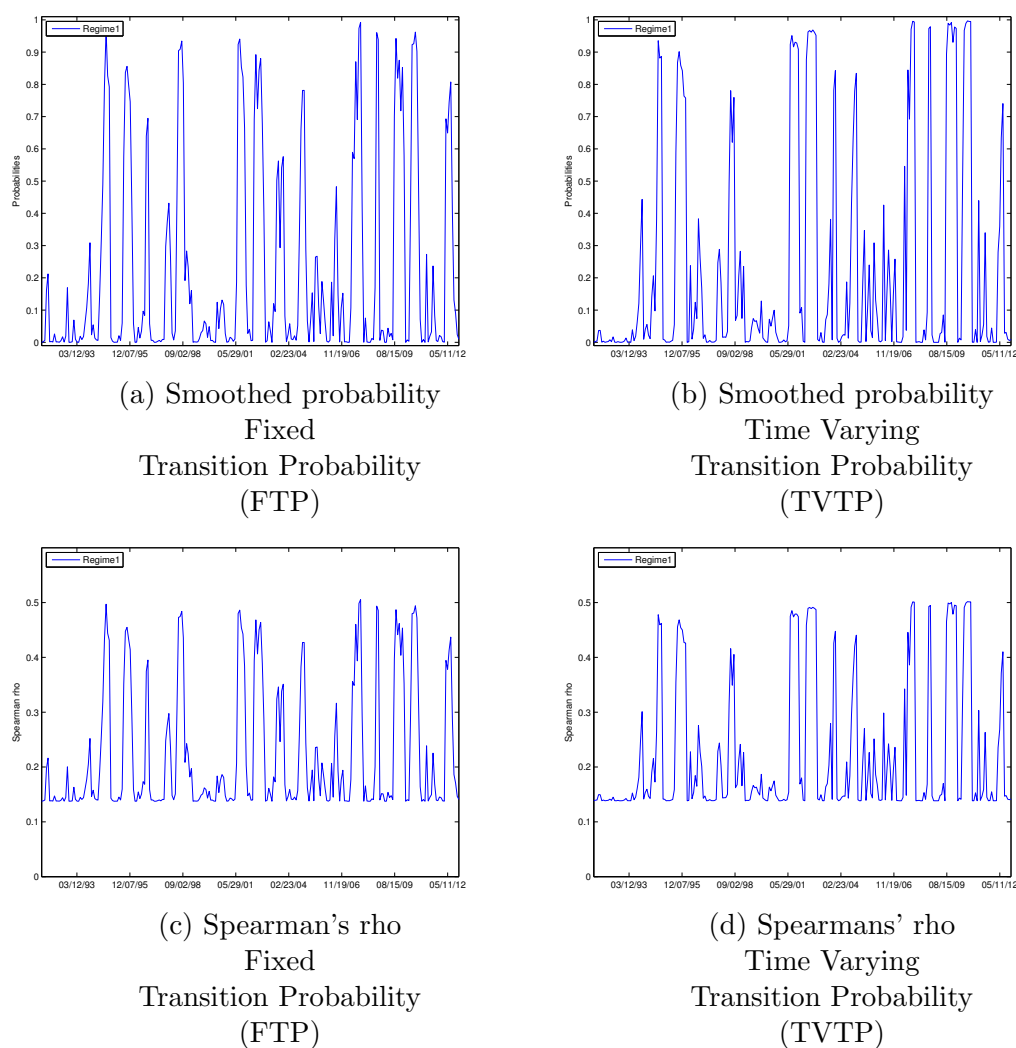 1
0.9
0.8
0.7
0.6
0.5
0.4
0.3
0.2
0.1
0
Probabilities
Regime1
03/12/93 12/07/95 09/02/98 05/29/01 02/23/04 11/19/06 08/15/09 05/11/12
(a) Smoothed probability
Fixed
Transition Probability
(FTP)
1
0.9
0.8
0.7
0.6
0.5
0.4
0.3
0.2
0.1
0
Probabilities
Regime1
03/12/93 12/07/95 09/02/98 05/29/01 02/23/04 11/19/06 08/15/09 05/11/12
(b) Smoothed probability
Time Varying
Transition Probability
(TVTP)
0.5
0.4
0.3
0.2
0.1
0
Spearman rho
Regime1
03/12/93 12/07/95 09/02/98 05/29/01 02/23/04 11/19/06 08/15/09 05/11/12
(c) Spearman's rho
Fixed
Transition Probability
(FTP)
0.5
0.4
0.3
0.2
0.1
0
Spearman rho
Regime1
03/12/93 12/07/95 09/02/98 05/29/01 02/23/04 11/19/06 08/15/09 05/11/12
(d) Spearmans' rho
Time Varying
Transition Probability
(TVTP)